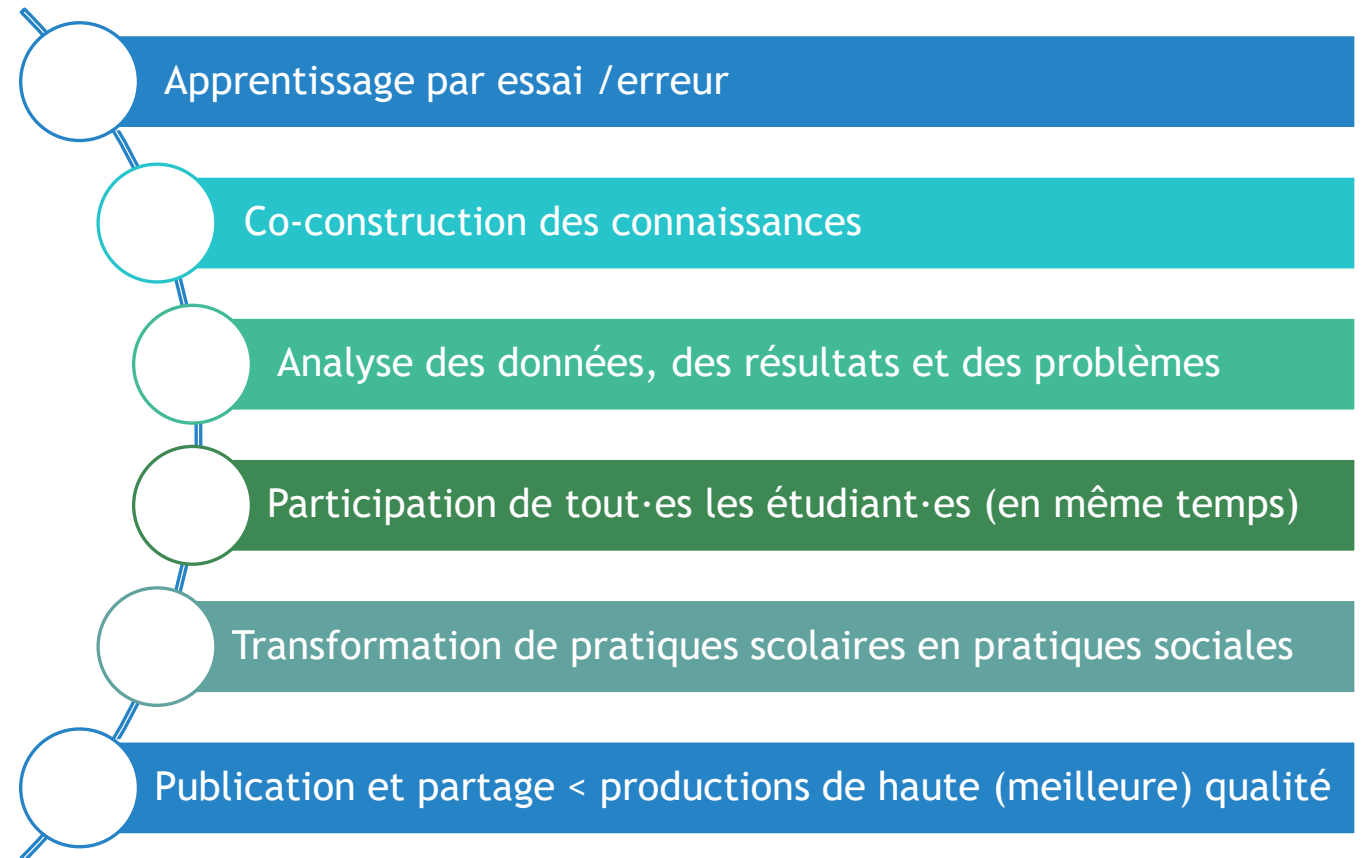 Apprentissage par essai /erreur
Co-construction des connaissances
Analyse des données, des résultats et des problèmes
Participation de tout·es les étudiant·es (en même temps)
Transformation de pratiques scolaires en pratiques sociales
Publication et partage < productions de haute (meilleure) qualité